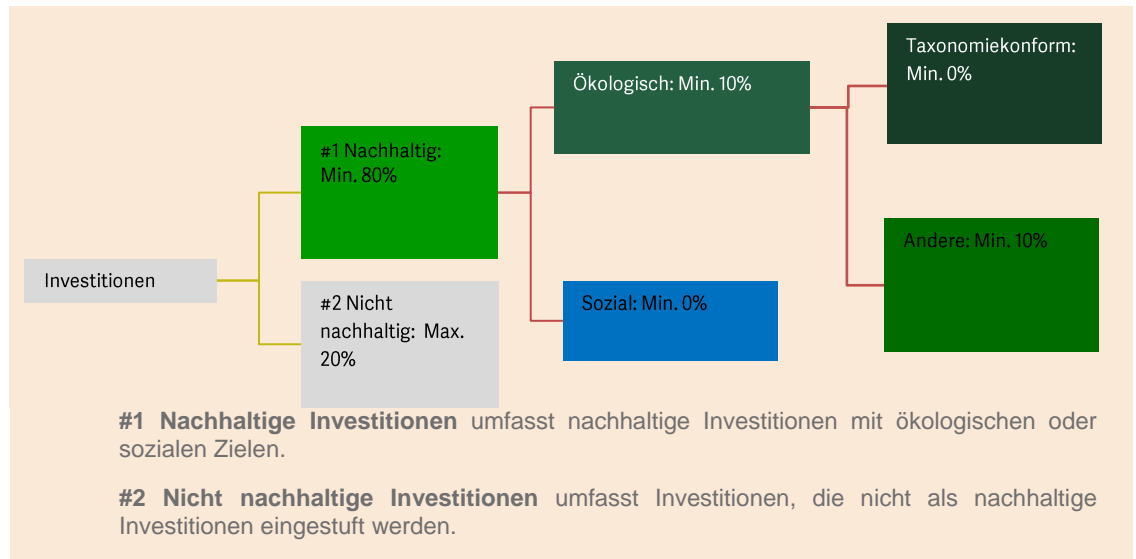 Investitionen
#1 Nachhaltig:
Min. 80%
#2 Nicht
nachhaltig: Max.
20%
Ökologisch: Min. 10%
Sozial: Min. 0%
Taxonomiekonform:
Min. 0%
Andere: Min. 10%
#1 Nachhaltige Investitionen umfasst nachhaltige Investitionen mit ökologischen oder
sozialen Zielen.
#2 Nicht nachhaltige Investitionen umfasst Investitionen, die nicht als nachhaltige
Investitionen eingestuft werden.